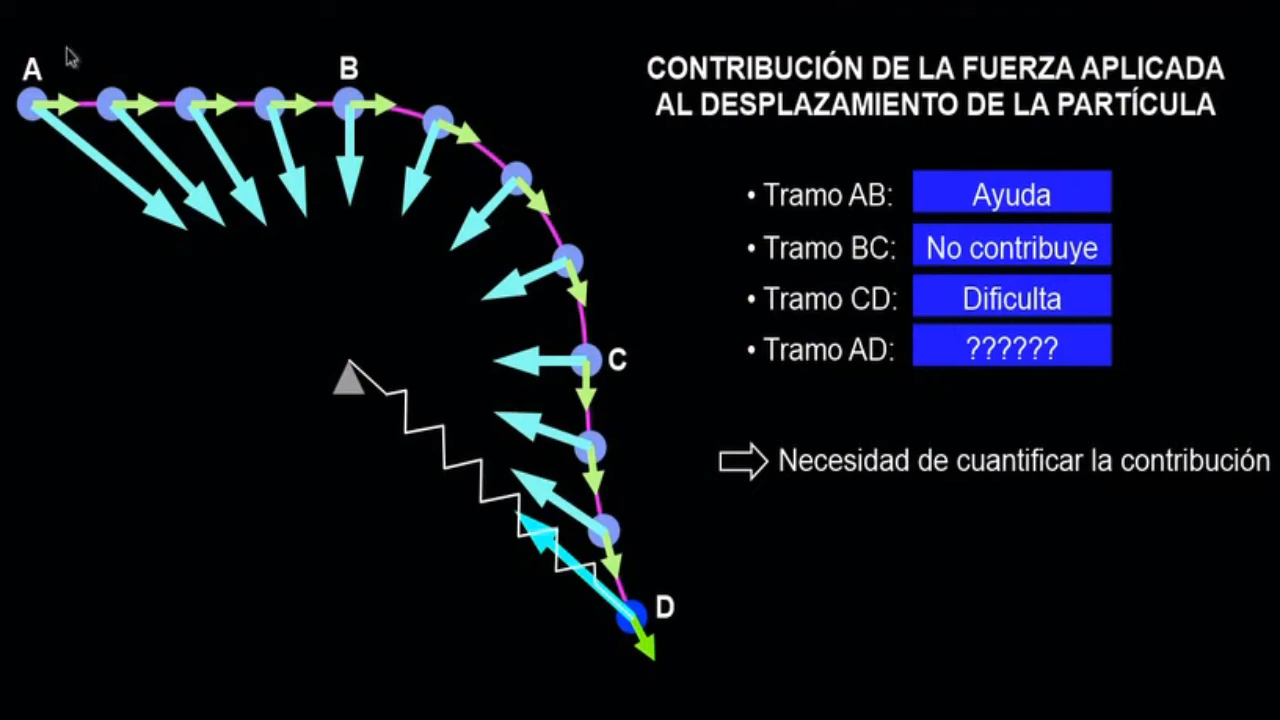 A
B
CONTRIBUCIÓN DE LA FUERZA APLICADA
AL DESPLAZAMIENTO DE LA PARTÍCULA
• Tramo AB: Ayuda
• Tramo BC: No contribuye
• Tramo CD: Dificulta
• Tramo AD: ??????
C
Necesidad de cuantificar la contribución
D